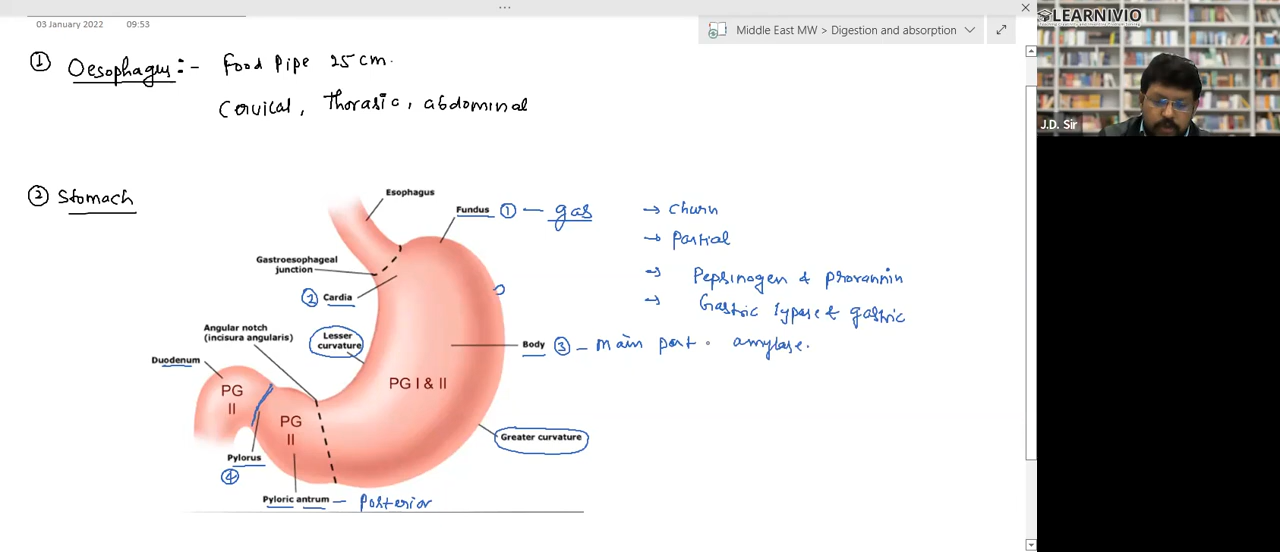 03 January 2022 09:53
Middle East MW > Digestion and absorption
LEARNIVIO
J.D. Sir
① Oesophagus :- Food Pipe 25 cm.
Cervical, Thorasic, abdominal
② Stomach
Esophagus
Fundus ① — gas
Gastroesophageal
junction
② Cardia
Angular notch
(incisura angularis)
Lesser
curvature
Duodenum
Body ③ – main part.
PG I & II
PG
II
PG
II
Greater curvature
Pylorus
④
Pyloric antrum — Posterior
→ Churn
→ Partial
→ Pepsinogen &
→ Gastric & gastric
amylase.